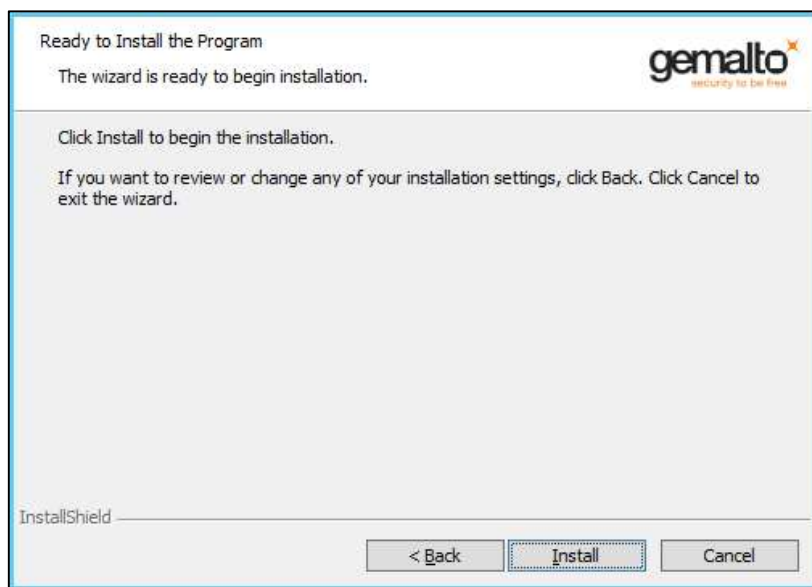 Ready to Install the Program
The wizard is ready to begin installation.
gemalto
security to be free
Click Install to begin the installation.
If you want to review or change any of your installation settings, click Back. Click Cancel to
exit the wizard.
InstallShield
< Back
Install
Cancel